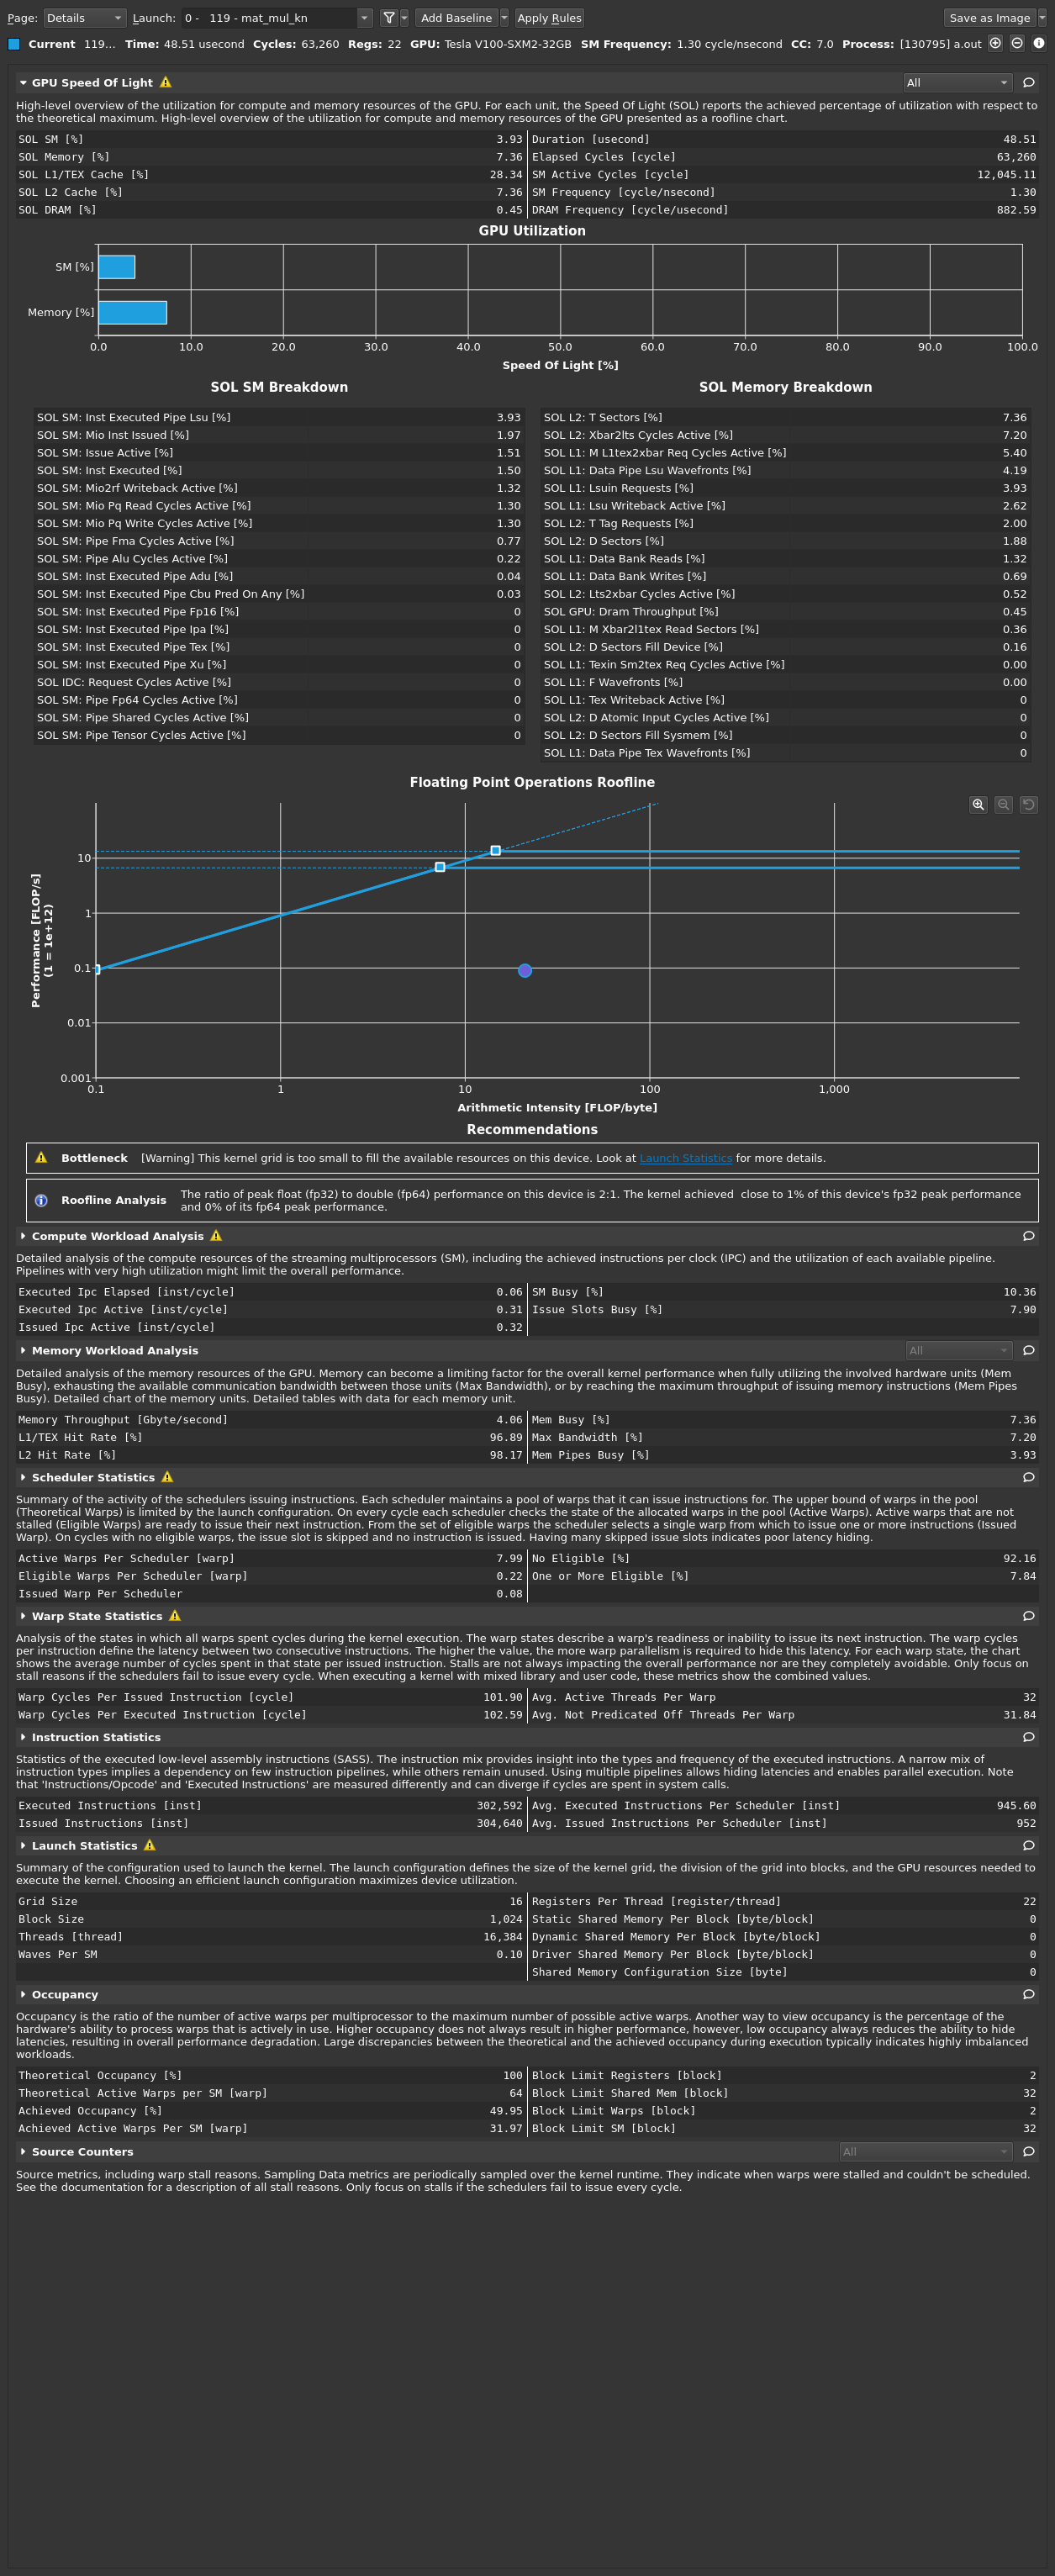 Page: Details Launch: 0 - 119 - mat_mul_kn Add Baseline Apply Rules Save as Image
Current 119... Time: 48.51 usecond Cycles: 63,260 Regs: 22 GPU: Tesla V100-SXM2-32GB SM Frequency: 1.30 cycle/nsecond CC: 7.0 Process: [130795] a.out
GPU Speed Of Light All
High-level overview of the utilization for compute and memory resources of the GPU. For each unit, the Speed Of Light (SOL) reports the achieved percentage of utilization with respect to
the theoretical maximum. High-level overview of the utilization for compute and memory resources of the GPU presented as a roofline chart.
SOL SM [%] 3.93 Duration [usecond] 48.51
SOL Memory [%] 7.36 Elapsed Cycles [cycle] 63,260
SOL L1/TEX Cache [%] 28.34 SM Active Cycles [cycle] 12,045.11
SOL L2 Cache [%] 7.36 SM Frequency [cycle/nsecond] 1.30
SOL DRAM [%] 0.45 DRAM Frequency [cycle/usecond] 882.59
GPU Utilization
SM [%]
Memory [%]
0.0 10.0 20.0 30.0 40.0 50.0 60.0 70.0 80.0 90.0 100.0
Speed Of Light [%]
SOL SM Breakdown SOL Memory Breakdown
SOL SM: Inst Executed Pipe Lsu [%] 3.93 SOL L2: T Sectors [%] 7.36
SOL SM: Mio Inst Issued [%] 1.97 SOL L2: Xbar2lts Cycles Active [%] 7.20
SOL SM: Issue Active [%] 1.51 SOL L1: M L1tex2xbar Req Cycles Active [%] 5.40
SOL SM: Inst Executed [%] 1.50 SOL L1: Data Pipe Lsu Wavefronts [%] 4.19
SOL SM: Mio2rf Writeback Active [%] 1.32 SOL L1: Lsuin Requests [%] 3.93
SOL SM: Mio Pq Read Cycles Active [%] 1.30 SOL L1: Lsu Writeback Active [%] 2.62
SOL SM: Mio Pq Write Cycles Active [%] 1.30 SOL L2: T Tag Requests [%] 2.00
SOL SM: Pipe Fma Cycles Active [%] 0.77 SOL L2: D Sectors [%] 1.88
SOL SM: Pipe Alu Cycles Active [%] 0.22 SOL L1: Data Bank Reads [%] 1.32
SOL SM: Inst Executed Pipe Adu [%] 0.04 SOL L1: Data Bank Writes [%] 0.69
SOL SM: Inst Executed Pipe Cbu Pred On Any [%] 0.03 SOL L2: Lts2xbar Cycles Active [%] 0.52
SOL SM: Inst Executed Pipe Fp16 [%] 0 SOL GPU: Dram Throughput [%] 0.45
SOL SM: Inst Executed Pipe Ipa [%] 0 SOL L1: M Xbar2l1tex Read Sectors [%] 0.36
SOL SM: Inst Executed Pipe Tex [%] 0 SOL L2: D Sectors Fill Device [%] 0.16
SOL SM: Inst Executed Pipe Xu [%] 0 SOL L1: Texin Sm2tex Req Cycles Active [%] 0.00
SOL IDC: Request Cycles Active [%] 0 SOL L1: F Wavefronts [%] 0.00
SOL SM: Pipe Fp64 Cycles Active [%] 0 SOL L1: Tex Writeback Active [%] 0
SOL SM: Pipe Shared Cycles Active [%] 0 SOL L2: D Atomic Input Cycles Active [%] 0
SOL SM: Pipe Tensor Cycles Active [%] 0 SOL L2: D Sectors Fill Sysmem [%] 0
SOL L1: Data Pipe Tex Wavefronts [%] 0
Floating Point Operations Roofline
Performance [FLOP/s]
(1 = 1e+12)
10
1
0.1
0.01
0.001
0.1 1 10 100 1,000
Arithmetic Intensity [FLOP/byte]
Recommendations
Bottleneck [Warning] This kernel grid is too small to fill the available resources on this device. Look at Launch Statistics for more details.
Roofline Analysis The ratio of peak float (fp32) to double (fp64) performance on this device is 2:1. The kernel achieved close to 1% of this device's fp32 peak performance
and 0% of its fp64 peak performance.
Compute Workload Analysis
Detailed analysis of the compute resources of the streaming multiprocessors (SM), including the achieved instructions per clock (IPC) and the utilization of each available pipeline.
Pipelines with very high utilization might limit the overall performance.
Executed Ipc Elapsed [inst/cycle] 0.06 SM Busy [%] 10.36
Executed Ipc Active [inst/cycle] 0.31 Issue Slots Busy [%] 7.90
Issued Ipc Active [inst/cycle] 0.32
Memory Workload Analysis All
Detailed analysis of the memory resources of the GPU. Memory can become a limiting factor for the overall kernel performance when fully utilizing the involved hardware units (Mem
Busy), exhausting the available communication bandwidth between those units (Max Bandwidth), or by reaching the maximum throughput of issuing memory instructions (Mem Pipes
Busy). Detailed chart of the memory units. Detailed tables with data for each memory unit.
Memory Throughput [Gbyte/second] 4.06 Mem Busy [%] 7.36
L1/TEX Hit Rate [%] 96.89 Max Bandwidth [%] 7.20
L2 Hit Rate [%] 98.17 Mem Pipes Busy [%] 3.93
Scheduler Statistics
Summary of the activity of the schedulers issuing instructions. Each scheduler maintains a pool of warps that it can issue instructions for. The upper bound of warps in the pool
(Theoretical Warps) is limited by the launch configuration. On every cycle each scheduler checks the state of the allocated warps in the pool (Active Warps). Active warps that are not
stalled (Eligible Warps) are ready to issue their next instruction. From the set of eligible warps the scheduler selects a single warp from which to issue one or more instructions (Issued
Warp). On cycles with no eligible warps, the issue slot is skipped and no instruction is issued. Having many skipped issue slots indicates poor latency hiding.
Active Warps Per Scheduler [warp] 7.99 No Eligible [%] 92.16
Eligible Warps Per Scheduler [warp] 0.22 One or More Eligible [%] 7.84
Issued Warp Per Scheduler 0.08
Warp State Statistics
Analysis of the states in which all warps spent cycles during the kernel execution. The warp states describe a warp's readiness or inability to issue its next instruction. The warp cycles
per instruction define the latency between two consecutive instructions. The higher the value, the more warp parallelism is required to hide this latency. For each warp state, the chart
shows the average number of cycles spent in that state per issued instruction. Stalls are not always impacting the overall performance nor are they completely avoidable. Only focus on
stall reasons if the schedulers fail to issue every cycle. When executing a kernel with mixed library and user code, these metrics show the combined values.
Warp Cycles Per Issued Instruction [cycle] 101.90 Avg. Active Threads Per Warp 32
Warp Cycles Per Executed Instruction [cycle] 102.59 Avg. Not Predicated Off Threads Per Warp 31.84
Instruction Statistics
Statistics of the executed low-level assembly instructions (SASS). The instruction mix provides insight into the types and frequency of the executed instructions. A narrow mix of
instruction types implies a dependency on few instruction pipelines, while others remain unused. Using multiple pipelines allows hiding latencies and enables parallel execution. Note
that 'Instructions/Opcode' and 'Executed Instructions' are measured differently and can diverge if cycles are spent in system calls.
Executed Instructions [inst] 302,592 Avg. Executed Instructions Per Scheduler [inst] 945.60
Issued Instructions [inst] 304,640 Avg. Issued Instructions Per Scheduler [inst] 952
Launch Statistics
Summary of the configuration used to launch the kernel. The launch configuration defines the size of the kernel grid, the division of the grid into blocks, and the GPU resources needed to
execute the kernel. Choosing an efficient launch configuration maximizes device utilization.
Grid Size 16 Registers Per Thread [register/thread] 22
Block Size 1,024 Static Shared Memory Per Block [byte/block] 0
Threads [thread] 16,384 Dynamic Shared Memory Per Block [byte/block] 0
Waves Per SM 0.10 Driver Shared Memory Per Block [byte/block] 0
Shared Memory Configuration Size [byte] 0
Occupancy
Occupancy is the ratio of the number of active warps per multiprocessor to the maximum number of possible active warps. Another way to view occupancy is the percentage of the
hardware's ability to process warps that is actively in use. Higher occupancy does not always result in higher performance, however, low occupancy always reduces the ability to hide
latencies, resulting in overall performance degradation. Large discrepancies between the theoretical and the achieved occupancy during execution typically indicates highly imbalanced
workloads.
Theoretical Occupancy [%] 100 Block Limit Registers [block] 2
Theoretical Active Warps per SM [warp] 64 Block Limit Shared Mem [block] 32
Achieved Occupancy [%] 49.95 Block Limit Warps [block] 2
Achieved Active Warps Per SM [warp] 31.97 Block Limit SM [block] 32
Source Counters All
Source metrics, including warp stall reasons. Sampling Data metrics are periodically sampled over the kernel runtime. They indicate when warps were stalled and couldn't be scheduled.
See the documentation for a description of all stall reasons. Only focus on stalls if the schedulers fail to issue every cycle.